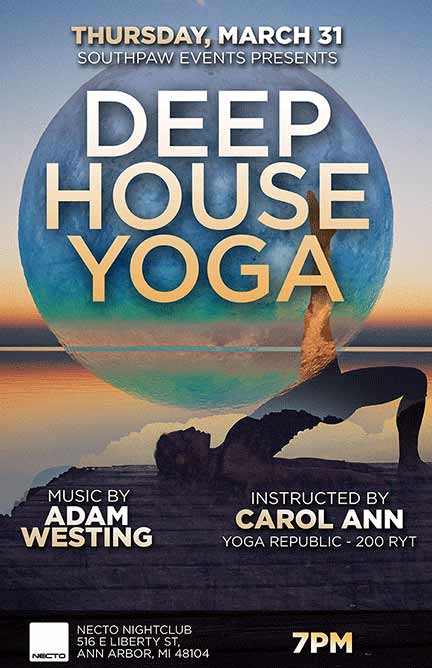 THURSDAY, MARCH 31
SOUTHPAW EVENTS PRESENTS
DEEP
HOUSE
YOGA
MUSIC BY
ADAM
WESTING
INSTRUCTED BY
CAROL ANN
YOGA REPUBLIC - 200 RYT
NECTO
NECTO NIGHTCLUB
516 E LIBERTY ST,
ANN ARBOR, MI 48104
7PM